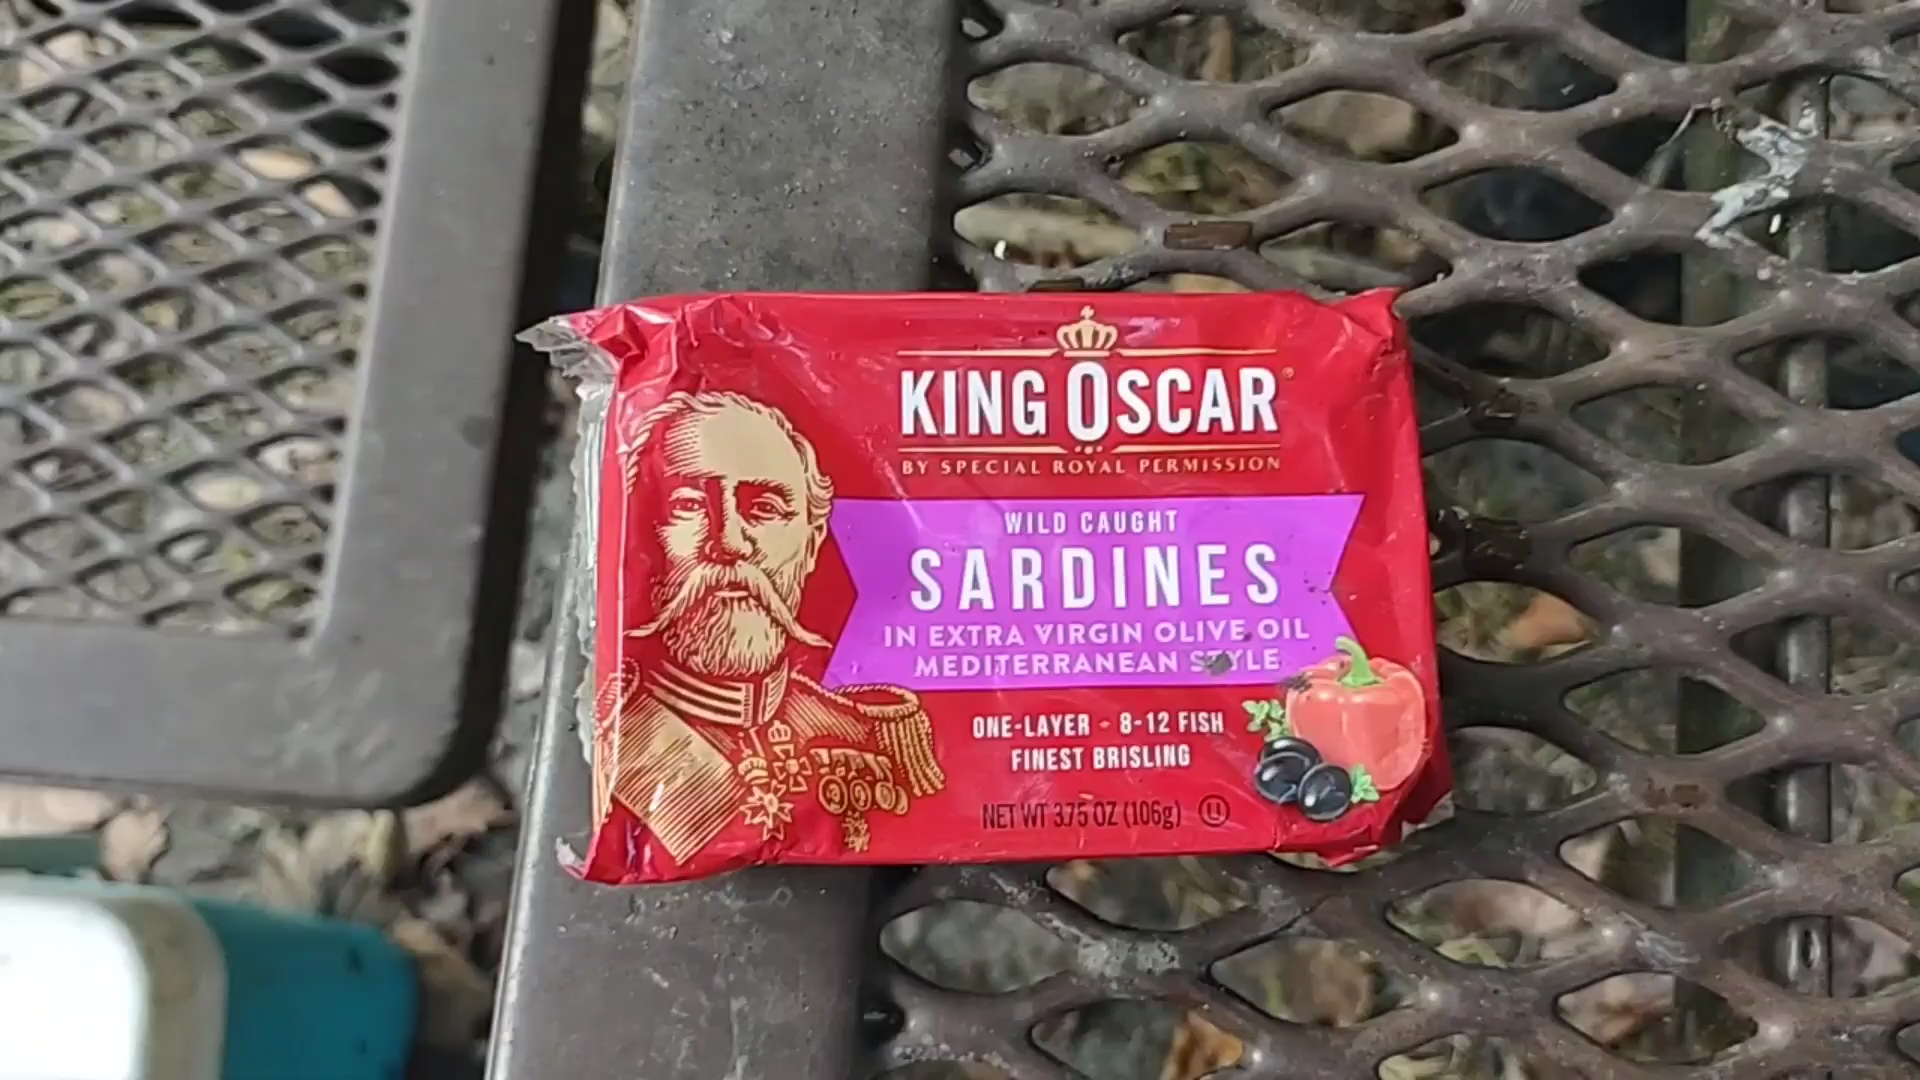 KING OSCAR
BY SPECIAL ROYAL PERMISSION
WILD CAUGHT
SARDINES
IN EXTRA VIRGIN OLIVE OIL
MEDITERRANEAN STYLE
ONE-LAYER • 8-12 FISH
FINEST BRISLING
NET WT 3.75 OZ (106g) Ⓤ